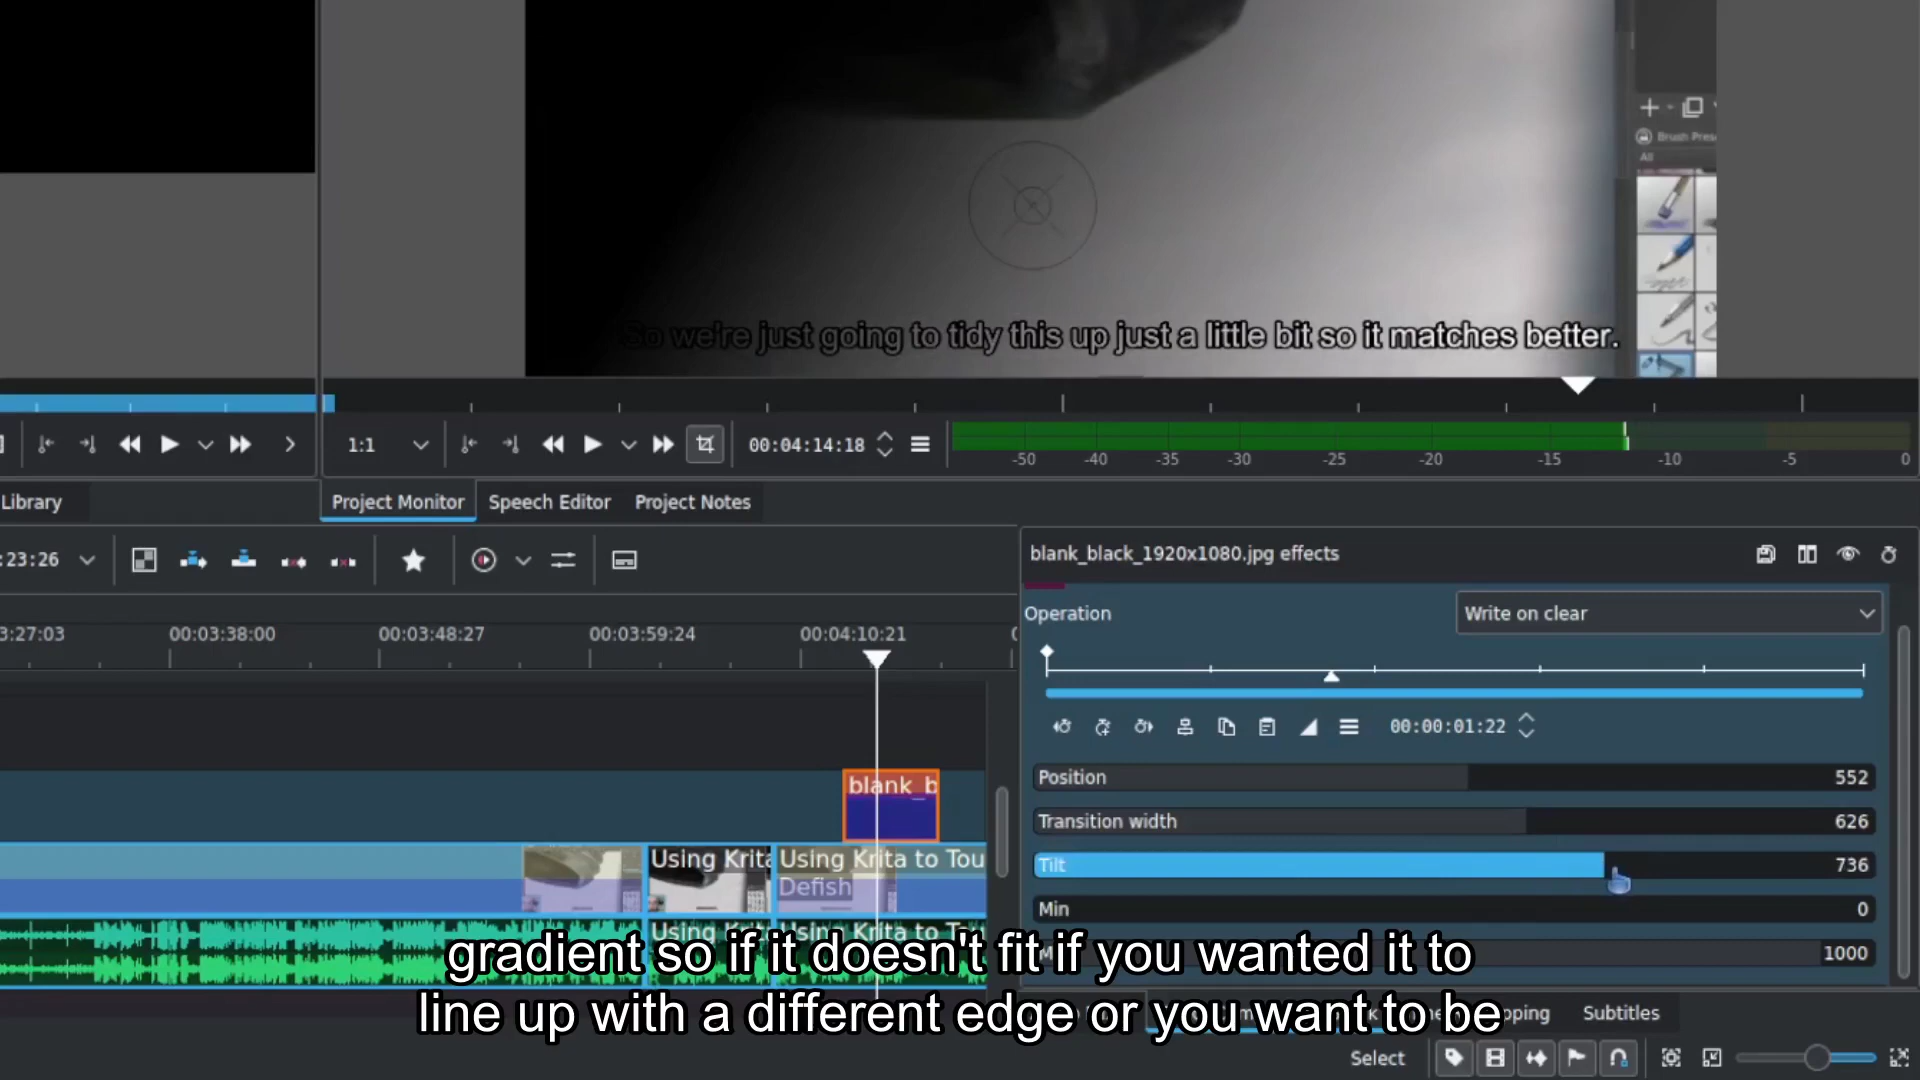 Brush Pres
All
So we're just going to tidy this up just a little bit so it matches better.
1:1
00:04:14:18
-50 -40 -35 -30 -25 -20 -15 -10 -5 0
Library
Project Monitor
Speech Editor
Project Notes
:23:26
blank_black_1920x1080.jpg effects
Operation
Write on clear
3:27:03 00:03:38:00 00:03:48:27 00:03:59:24 00:04:10:21
00:00:01:22
Position 552
Transition width 626
Tilt 736
Min 0
1000
blank_b
Using Krita
Using Krita to Tou
Defish
gradient so if it doesn't fit if you wanted it to
line up with a different edge or you want to be
Subtitles
Select